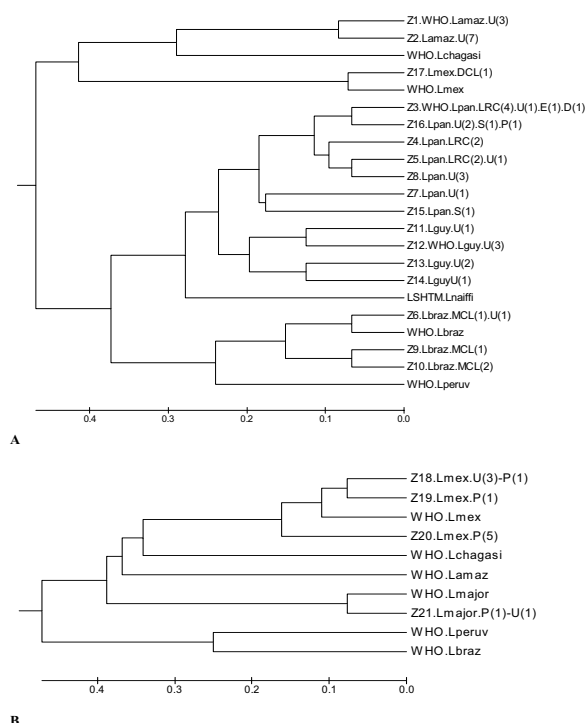 Z1.WHO.Lamaz.U(3)
Z2.Lamaz.U(7)
WHO.Lchagasi
Z17.Lmex.DCL(1)
WHO.Lmex
Z3.WHO.Lpan.LRC(4).U(1).E(1).D(1)
Z16.Lpan.U(2).S(1).P(1)
Z4.Lpan.LRC(2)
Z5.Lpan.LRC(2).U(1)
Z8.Lpan.U(3)
Z7.Lpan.U(1)
Z15.Lpan.S(1)
Z11.Lguy.U(1)
Z12.WHO.Lguy.U(3)
Z13.Lguy.U(2)
Z14.LguyU(1)
LSHTM.Lnaiffi
Z6.Lbraz.MCL(1).U(1)
WHO.Lbraz
Z9.Lbraz.MCL(1)
Z10.Lbraz.MCL(2)
WHO.Lperuv
0.4 0.3 0.2 0.1 0.0
A
Z18.Lmex.U(3)-P(1)
Z19.Lmex.P(1)
WHO.Lmex
Z20.Lmex.P(5)
WHO.Lchagasi
WHO.Lamaz
WHO.Lmajor
Z21.Lmajor.P(1)-U(1)
WHO.Lperuv
WHO.Lbraz
0.4 0.3 0.2 0.1 0.0
B